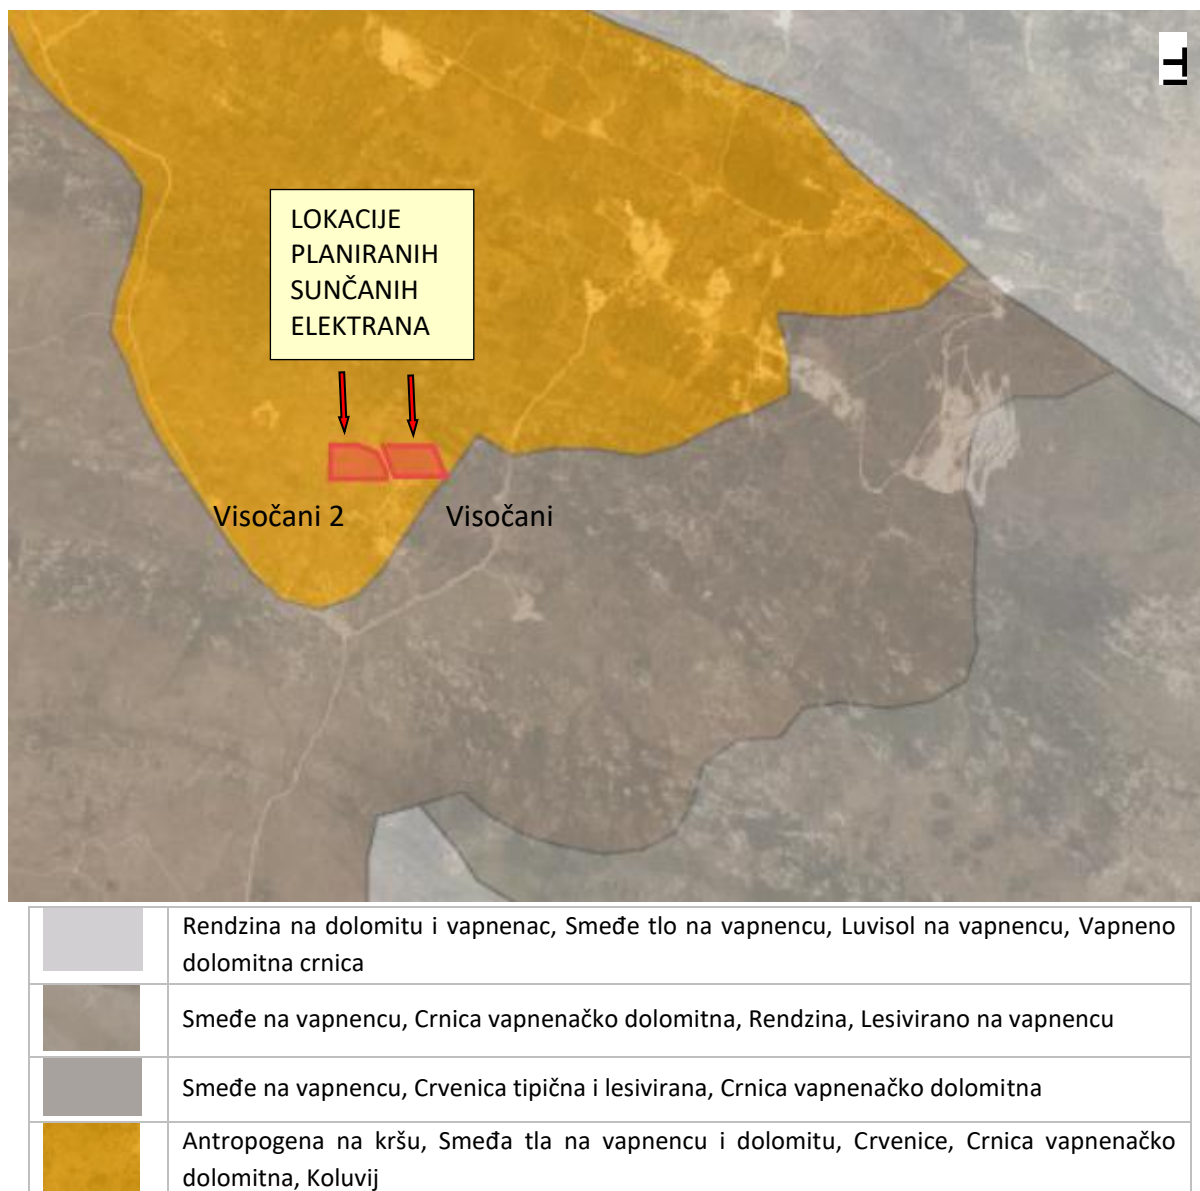 LOKACIJE
PLANIRANIH
SUNČANIH
ELEKTRANA
Visočani 2
Visočani
Rendzina na dolomitu i vapnenac, Smeđe tlo na vapnencu, Luvisol na vapnencu, Vapneno
dolomitna crnica
Smeđe na vapnencu, Crnica vapnenačko dolomitna, Rendzina, Lesivirano na vapnencu
Smeđe na vapnencu, Crvenica tipična i lesivirana, Crnica vapnenačko dolomitna
Antropogena na kršu, Smeđa tla na vapnencu i dolomitu, Crvenice, Crnica vapnenačko
dolomitna, Koluvij